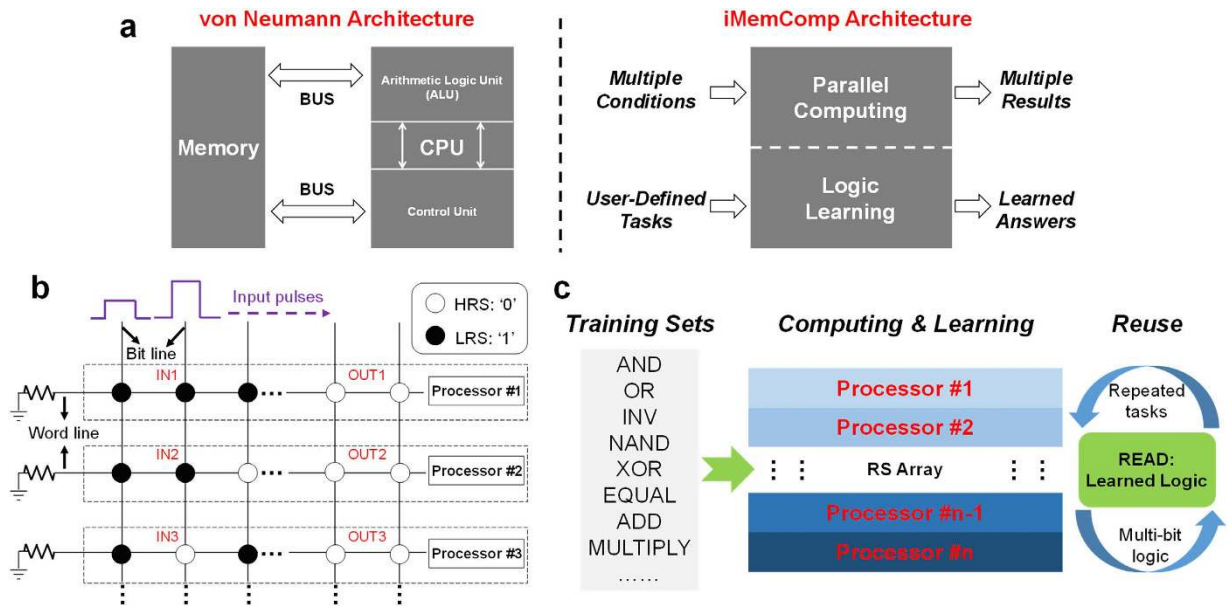 a
von Neumann Architecture
Memory
BUS
BUS
Arithmetic Logic Unit
(ALU)
CPU
Control Unit
iMemComp Architecture
Multiple
Conditions
Parallel
Computing
Multiple
Results
User-Defined
Tasks
Logic
Learning
Learned
Answers
b
Input pulses
HRS: '0'
LRS: '1'
Bit line
IN1
OUT1
Processor #1
Word line
IN2
OUT2
Processor #2
IN3
OUT3
Processor #3
c
Training Sets
AND
OR
INV
NAND
XOR
EQUAL
ADD
MULTIPLY
......
Computing & Learning
Processor #1
Processor #2
RS Array
Processor #n-1
Processor #n
Reuse
Repeated
tasks
READ:
Learned Logic
Multi-bit
logic